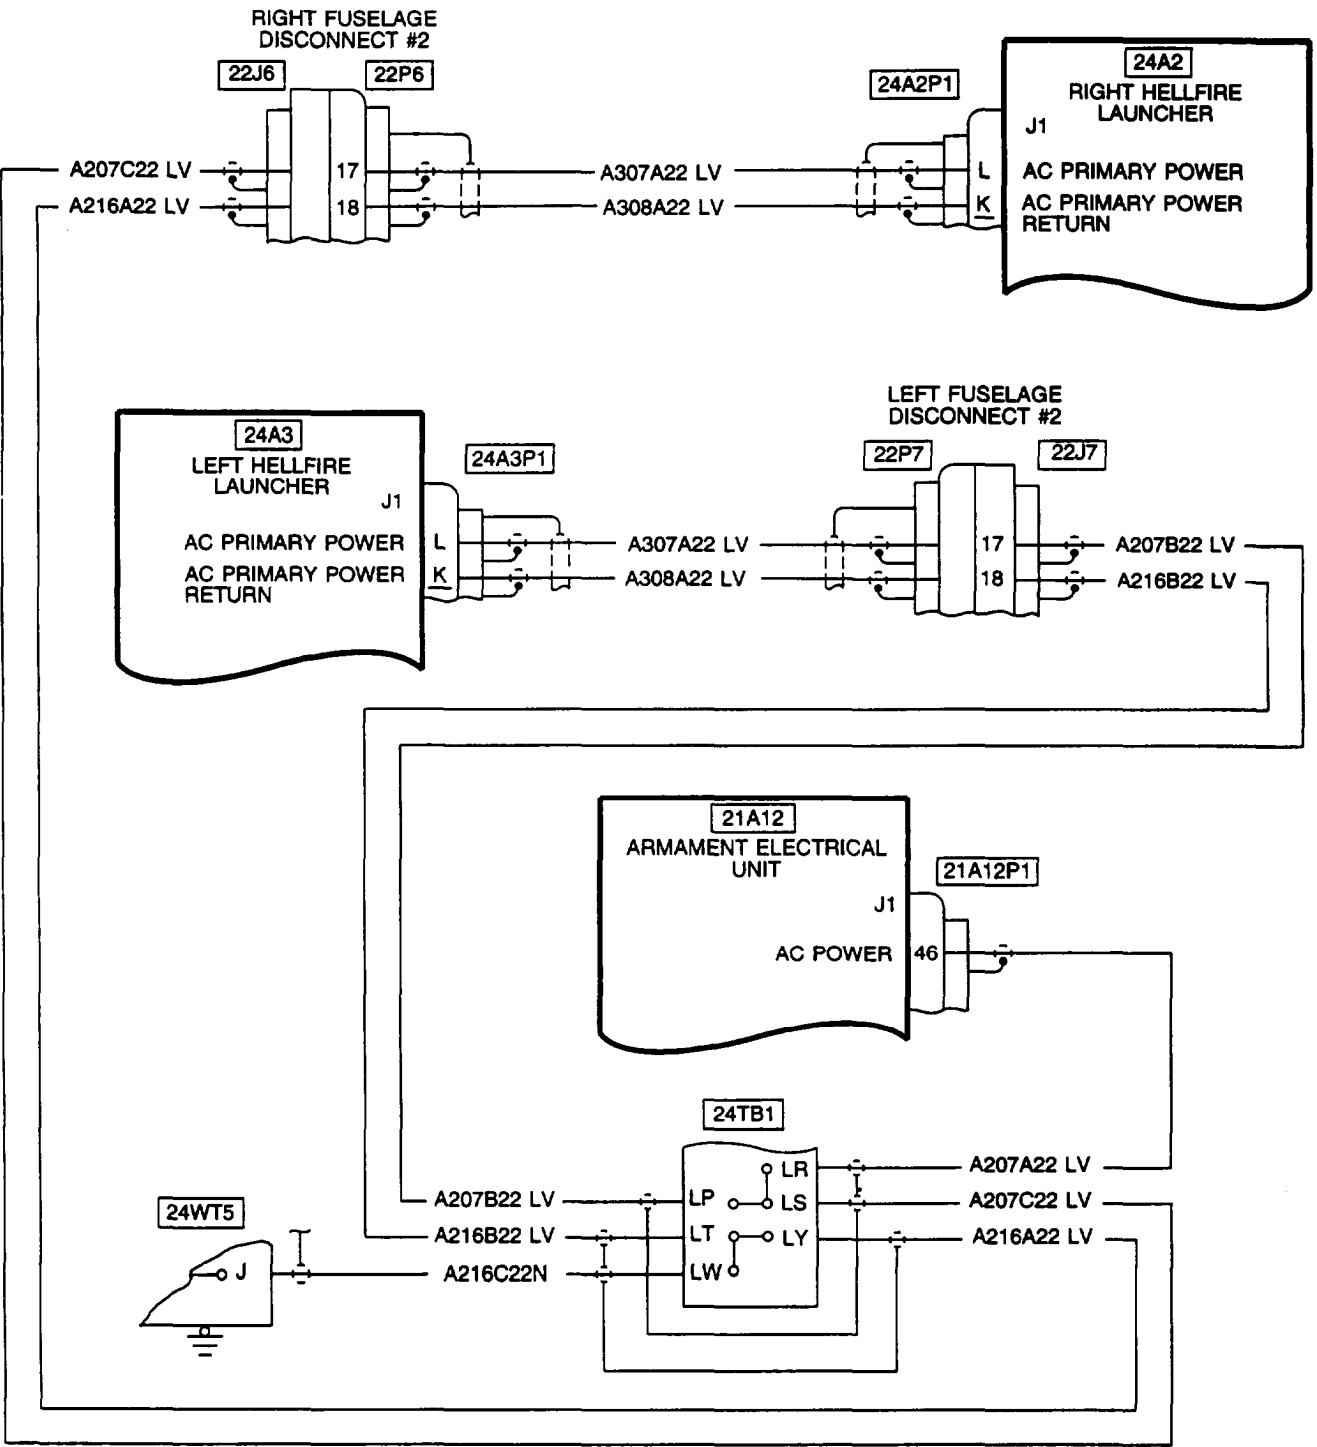 RIGHT FUSELAGE
DISCONNECT #2
22J6
22P6
24A2P1
24A2
RIGHT HELLFIRE
LAUNCHER
J1
A207C22 LV
17
A307A22 LV
L
AC PRIMARY POWER
A216A22 LV
18
A308A22 LV
K
AC PRIMARY POWER
RETURN
LEFT FUSELAGE
DISCONNECT #2
24A3
LEFT HELLFIRE
LAUNCHER
24A3P1
22P7
22J7
J1
AC PRIMARY POWER
L
A307A22 LV
17
A207B22 LV
AC PRIMARY POWER
RETURN
K
A308A22 LV
18
A216B22 LV
21A12
ARMAMENT ELECTRICAL
UNIT
21A12P1
J1
AC POWER
46
24TB1
LR
A207A22 LV
A207B22 LV
LP
LS
A207C22 LV
24WT5
A216B22 LV
LT
LY
A216A22 LV
J
A216C22N
LW